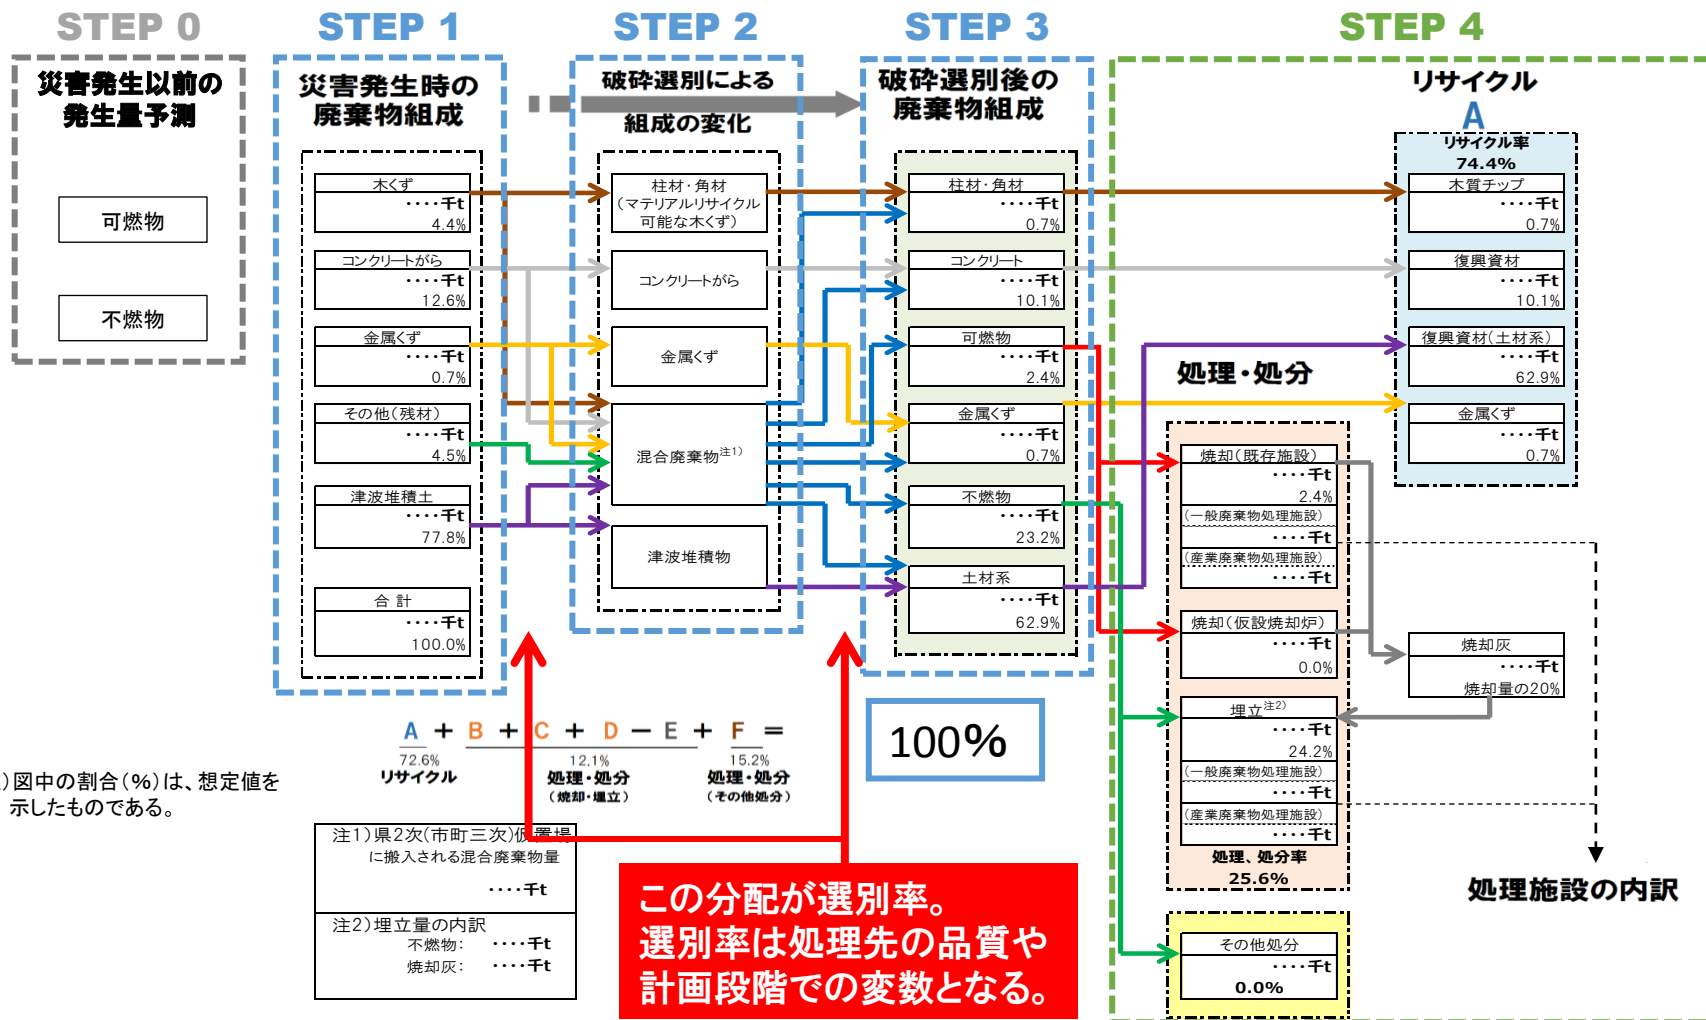 STEP 0
災害発生以前の
発生量予測
可燃物
不燃物
STEP 1
災害発生時の
廃棄物組成
木くず
････千t
4.4%
コンクリートがら
････千t
12.6%
金属くず
････千t
0.7%
その他(残材)
････千t
4.5%
津波堆積土
････千t
77.8%
合 計
････千t
100.0%
STEP 2
破砕選別による
組成の変化
柱材･角材
(マテリアルリサイクル
可能な木くず)
コンクリートがら
金属くず
混合廃棄物注1)
津波堆積物
STEP 3
破砕選別後の
廃棄物組成
柱材･角材
････千t
0.7%
コンクリート
････千t
10.1%
可燃物
････千t
2.4%
金属くず
････千t
0.7%
不燃物
････千t
23.2%
土材系
････千t
62.9%
100%
STEP 4
リサイクル
A
リサイクル率
74.4%
木質チップ
････千t
0.7%
復興資材
････千t
10.1%
復興資材(土材系)
････千t
62.9%
金属くず
････千t
0.7%
処理・処分
焼却(既存施設)
････千t
2.4%
(一般廃棄物処理施設)
････千t
(産業廃棄物処理施設)
････千t
焼却(仮設焼却炉)
････千t
0.0%
焼却灰
････千t
焼却量の20%
埋立注2)
････千t
24.2%
(一般廃棄物処理施設)
････千t
(産業廃棄物処理施設)
････千t
処理、処分率
25.6%
処理施設の内訳
その他処分
････千t
0.0%
A + B + C + D － E + F =
72.6%
リサイクル
12.1%
処理・処分
(焼却・埋立)
15.2%
処理・処分
(その他処分)
)図中の割合(%)は、想定値を
示したものである。
注1)県2次(市町三次)仮置場
に搬入される混合廃棄物量
････千t
注2)埋立量の内訳
不燃物: ････千t
焼却灰: ････千t
この分配が選別率。
選別率は処理先の品質や
計画段階での変数となる。